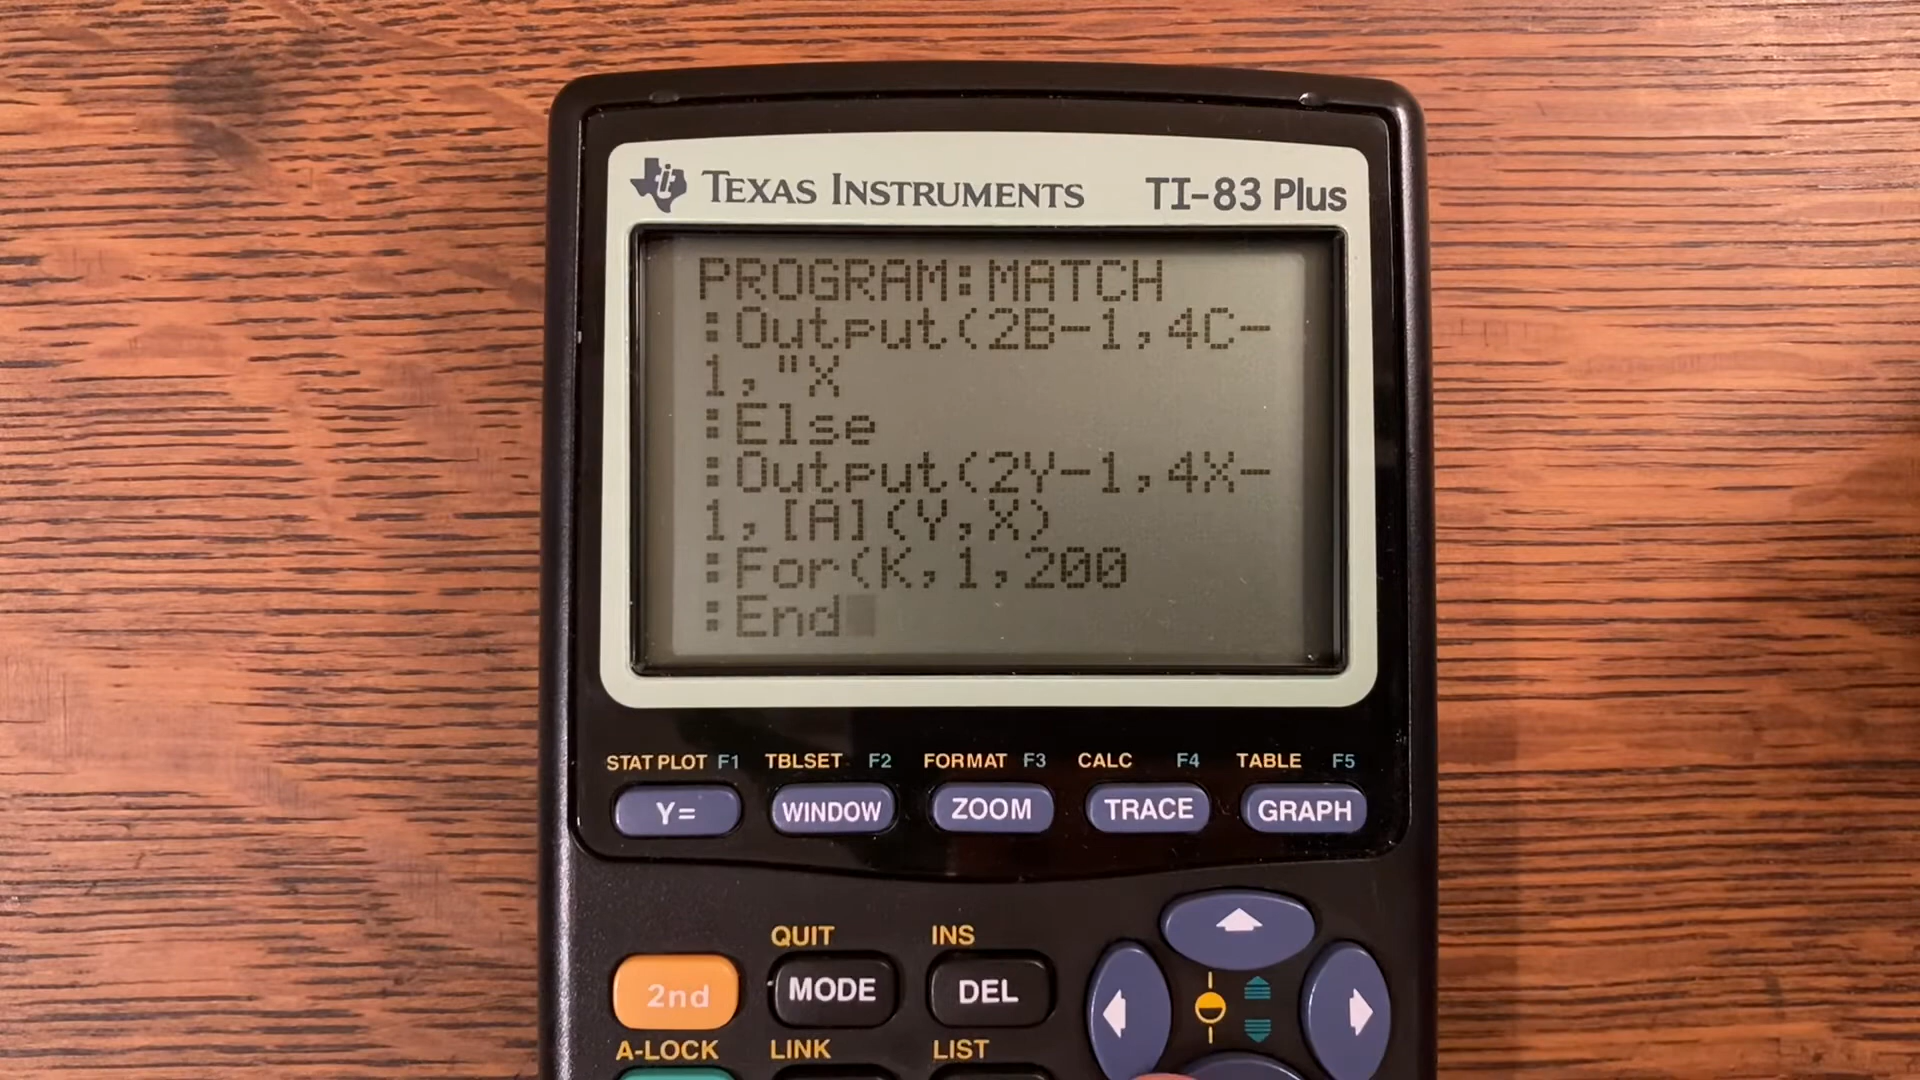 TEXAS INSTRUMENTS TI-83 Plus
PROGRAM:MATCH
:Output(2B-1,4C-
1,"X
:Else
:Output(2Y-1,4X-
1,[A](Y,X)
:For(K,1,200
:End
STAT PLOT F1 TBLSET F2 FORMAT F3 CALC F4 TABLE F5
Y= WINDOW ZOOM TRACE GRAPH
QUIT INS
2nd MODE DEL
A-LOCK LINK LIST